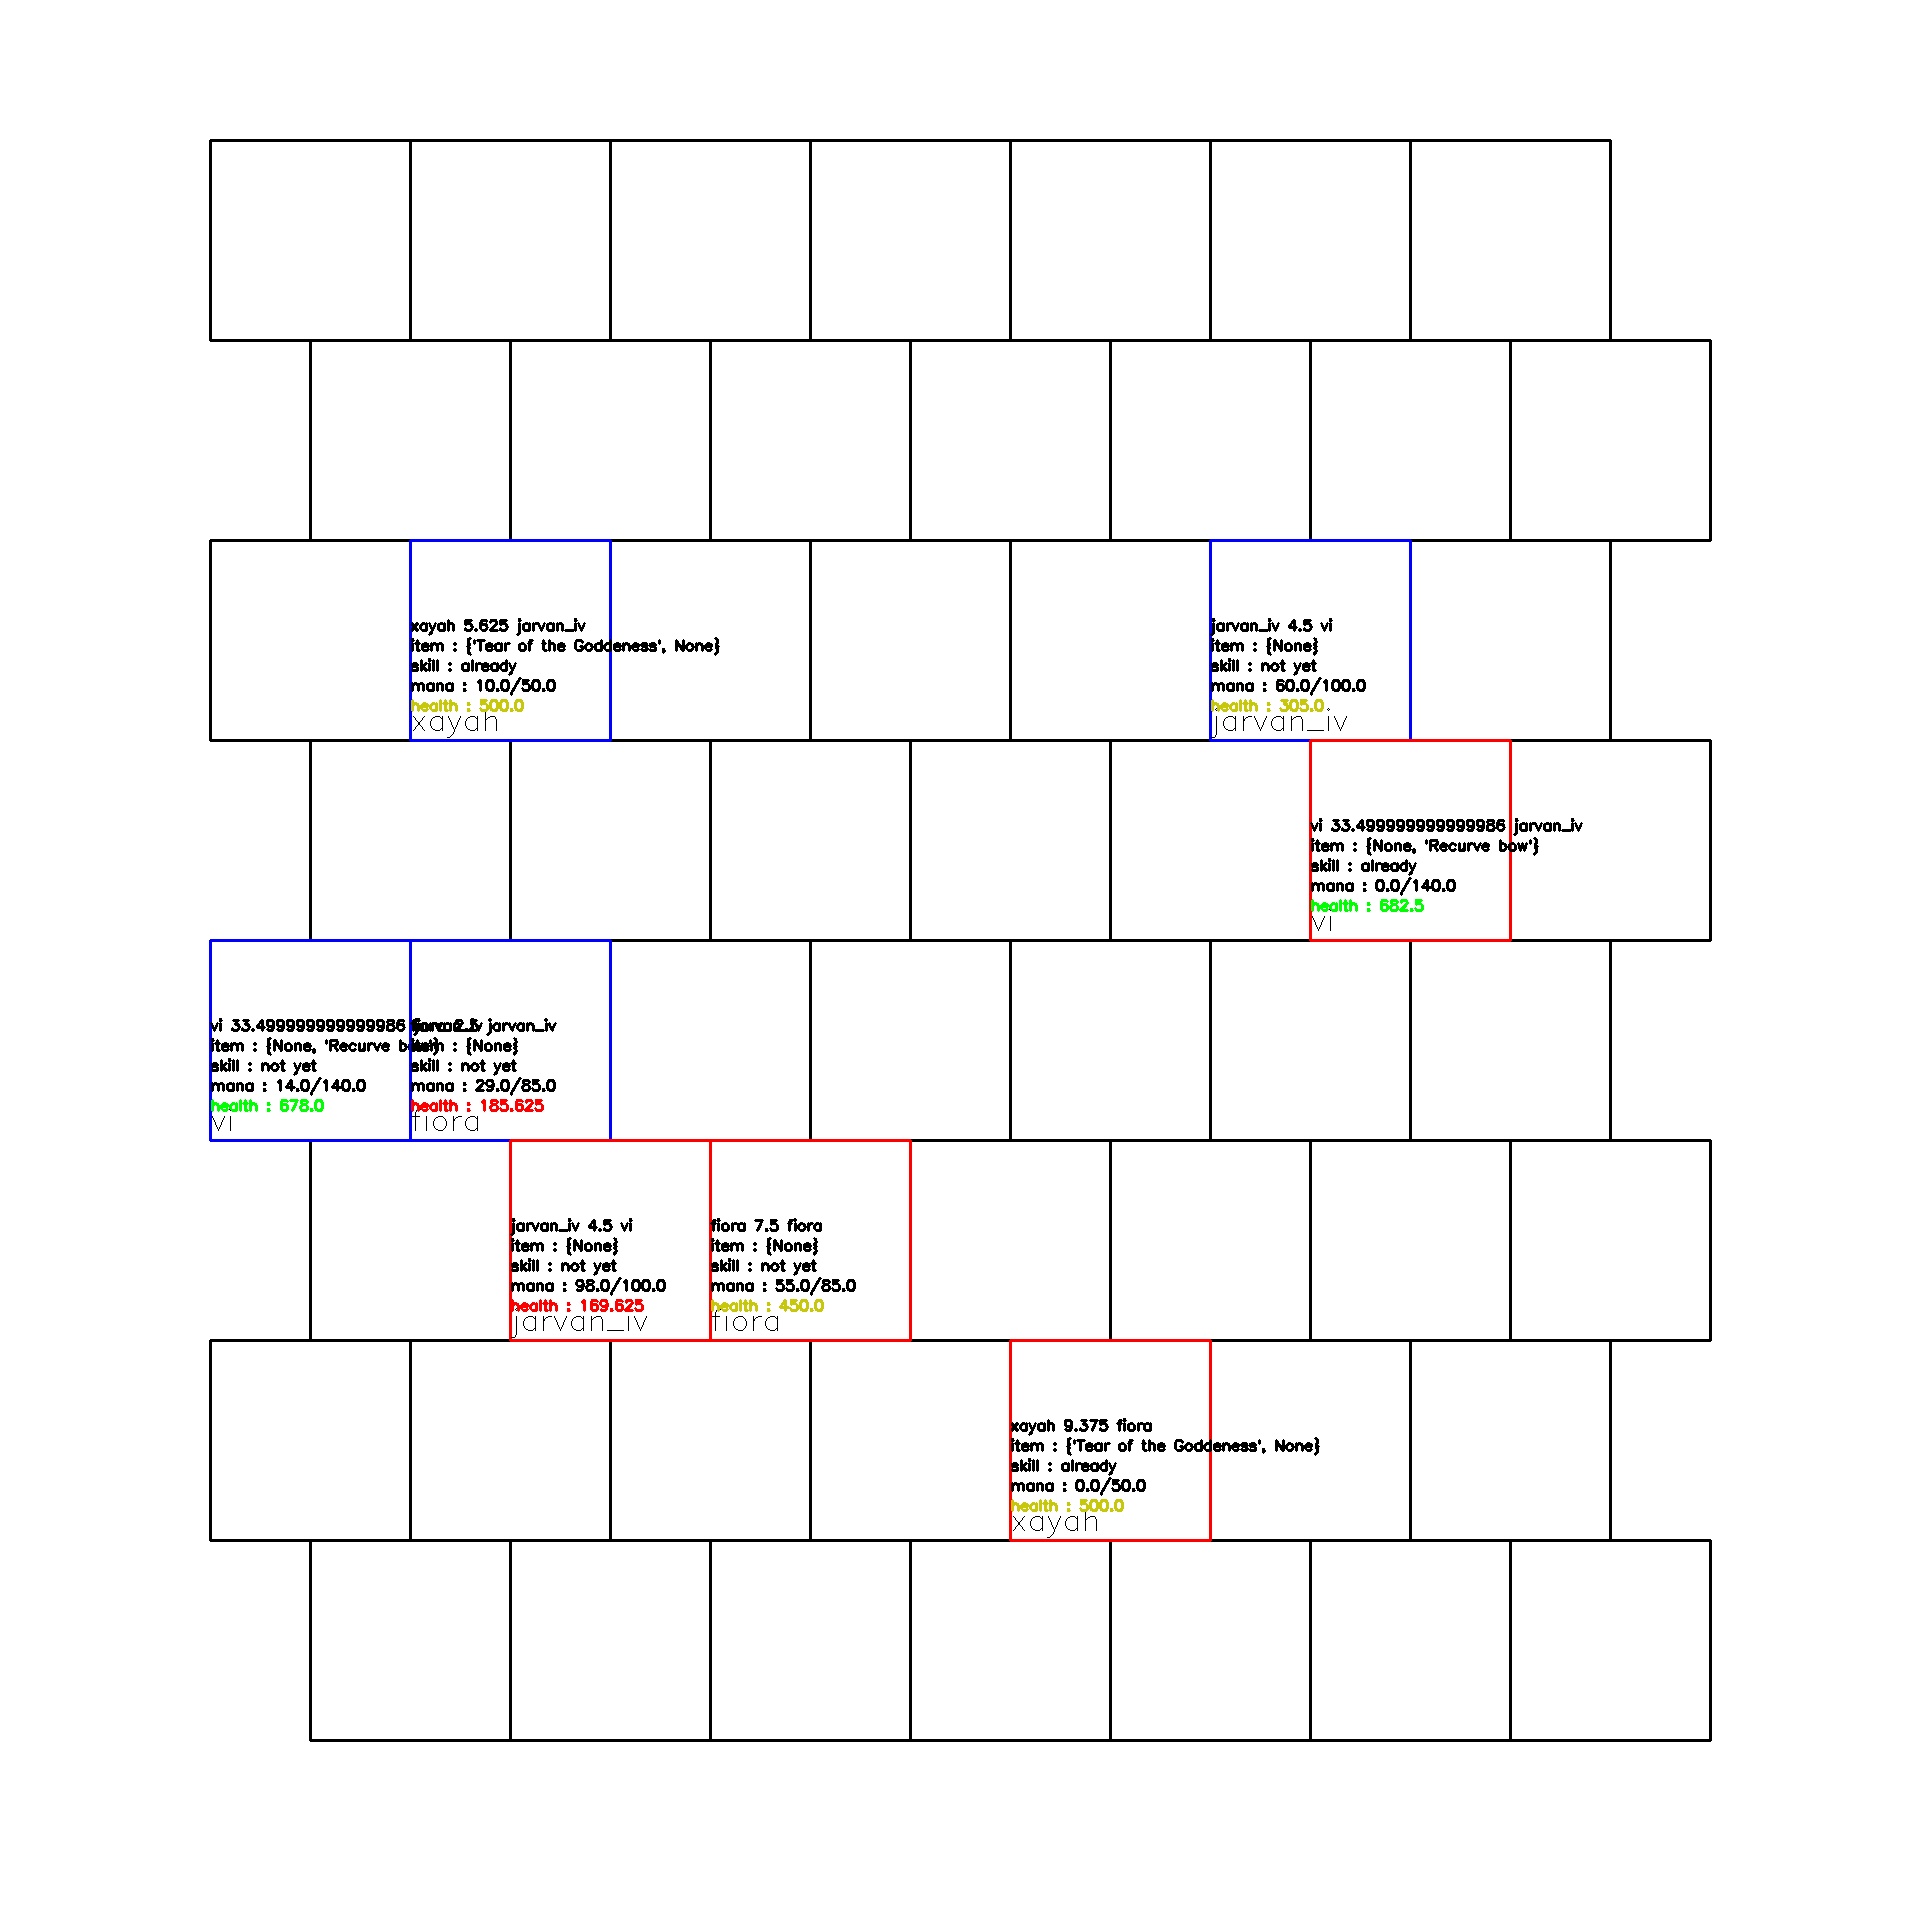 xayah 5.625 jarvan_iv
item : {'Tear of the Goddeness', None}
skill : already
mana : 10.0/50.0
health : 500.0
xayah
jarvan_iv 4.5 vi
item : {None}
skill : not yet
mana : 60.0/100.0
health : 305.0
jarvan_iv
vi 33.499999999999986 jarvan_iv
item : {None, 'Recurve bow'}
skill : already
mana : 0.0/140.0
health : 682.5
vi
vi 33.499999999999986 jarvan_iv
item : {None, 'Recurve bow'}
skill : not yet
mana : 14.0/140.0
health : 678.0
vi
fiora 2.5 jarvan_iv
item : {None}
skill : not yet
mana : 29.0/85.0
health : 185.625
fiora
jarvan_iv 4.5 vi
item : {None}
skill : not yet
mana : 98.0/100.0
health : 169.625
jarvan_iv
fiora 7.5 fiora
item : {None}
skill : not yet
mana : 55.0/85.0
health : 450.0
fiora
xayah 9.375 fiora
item : {'Tear of the Goddeness', None}
skill : already
mana : 0.0/50.0
health : 500.0
xayah